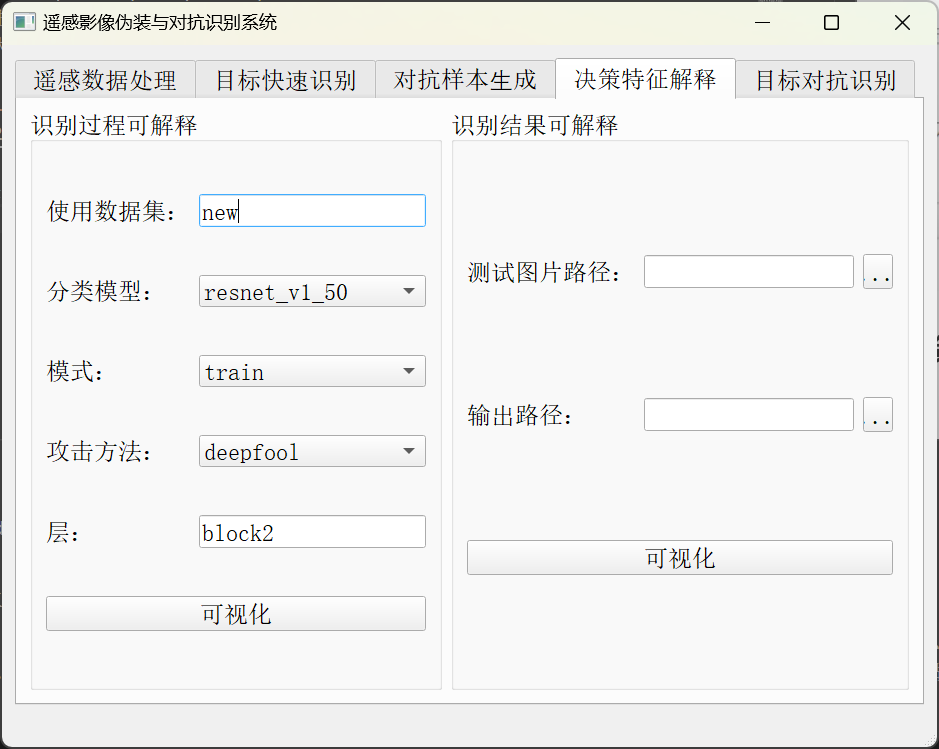 遥感影像伪装与对抗识别系统
遥感数据处理 目标快速识别 对抗样本生成 决策特征解释 目标对抗识别
识别过程可解释
使用数据集： new
分类模型： resnet_v1_50
模式： train
攻击方法： deepfool
层： block2
可视化
识别结果可解释
测试图片路径： ...
输出路径： ...
可视化